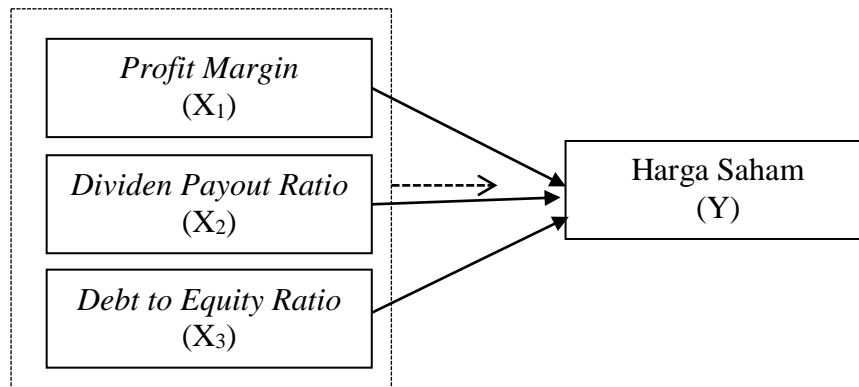 Profit Margin
(X₁)
Dividen Payout Ratio
(X₂)
Debt to Equity Ratio
(X₃)
Harga Saham
(Y)